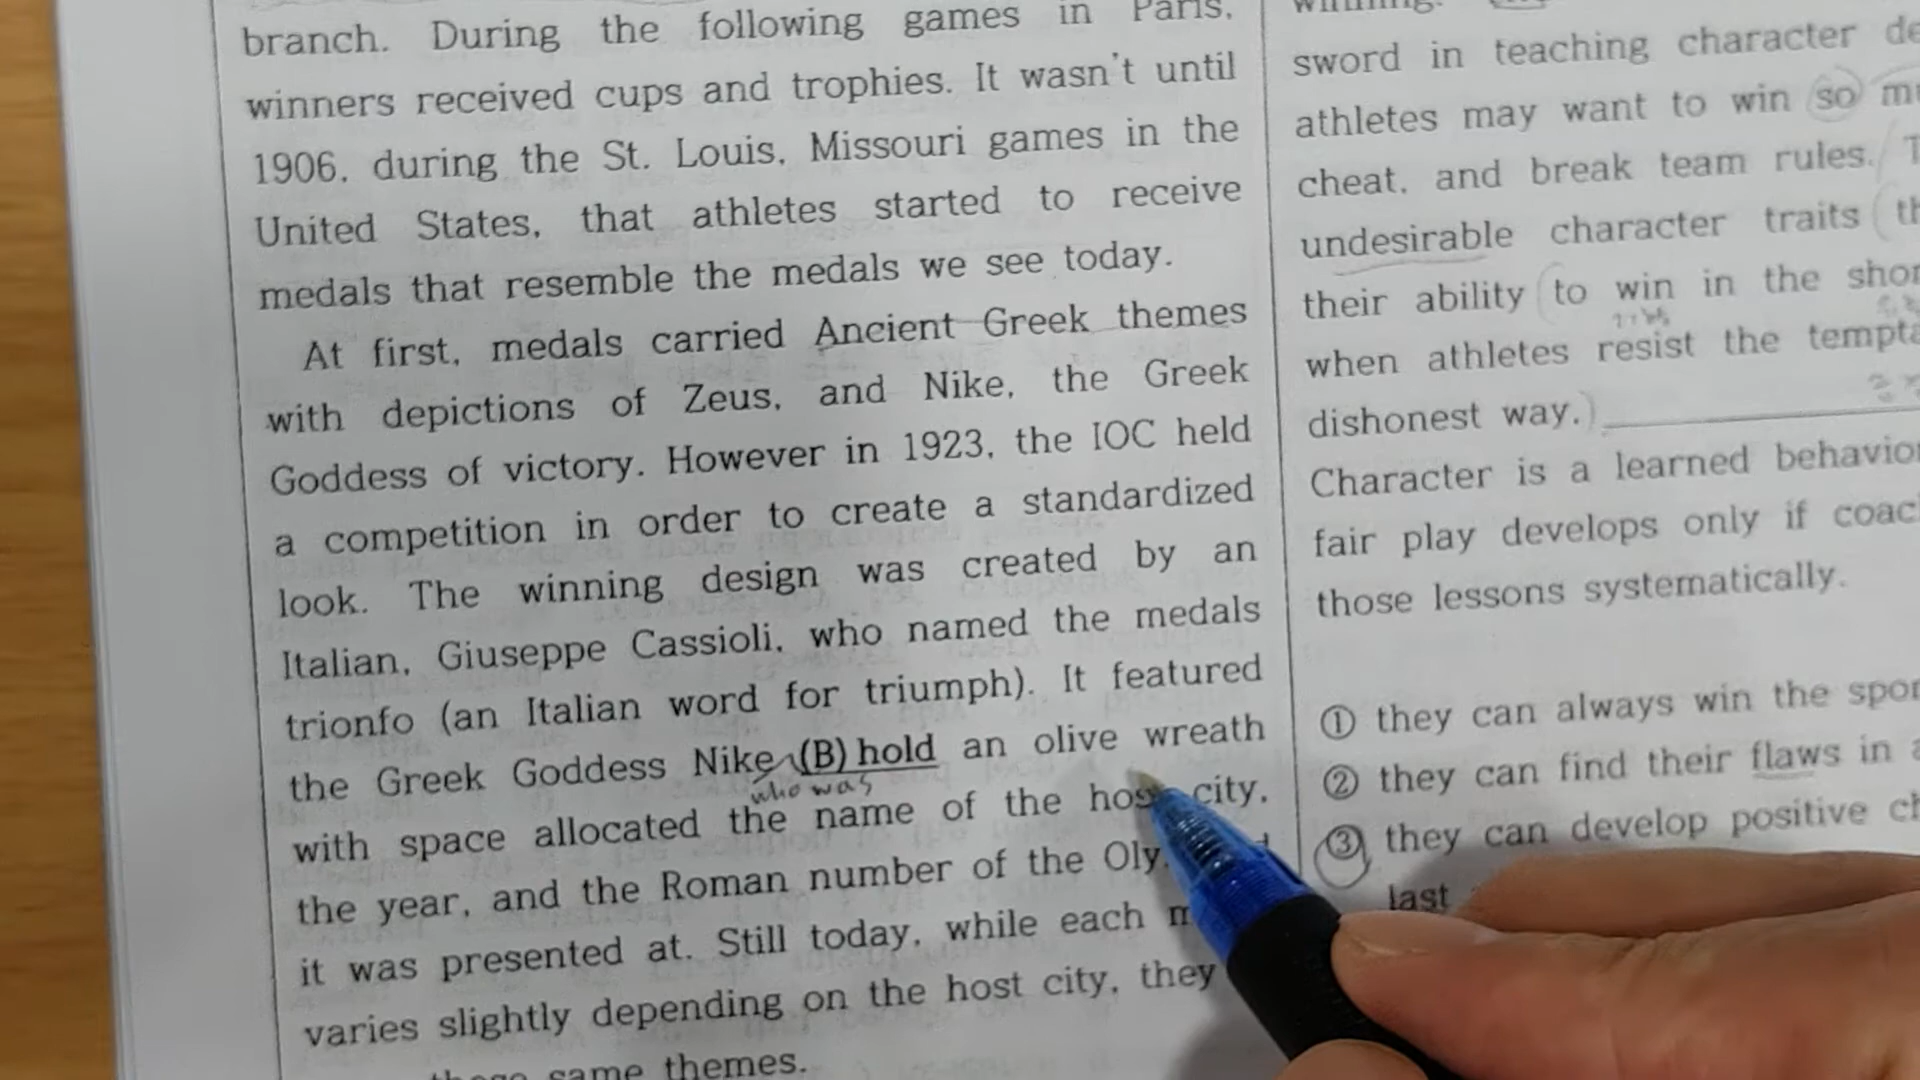 branch. During the following games in Paris,
winners received cups and trophies. It wasn't until
1906, during the St. Louis, Missouri games in the
United States, that athletes started to receive
medals that resemble the medals we see today.
At first, medals carried Ancient Greek themes
with depictions of Zeus, and Nike, the Greek
Goddess of victory. However in 1923, the IOC held
a competition in order to create a standardized
look. The winning design was created by an
Italian, Giuseppe Cassioli, who named the medals
trionfo (an Italian word for triumph). It featured
the Greek Goddess Nike (B) hold an olive wreath
who was
with space allocated the name of the host city,
the year, and the Roman number of the
it was presented at. Still today, while each
varies slightly depending on the host city, they
same themes.
sword in teaching character
athletes may want to win so
cheat, and break team rules.
undesirable character traits
their ability to win in the
when athletes resist the
dishonest way.)
Character is a learned
fair play develops only if
those lessons systematically.
① they can always win the
② they can find their flaws in
③ they can develop positive
last